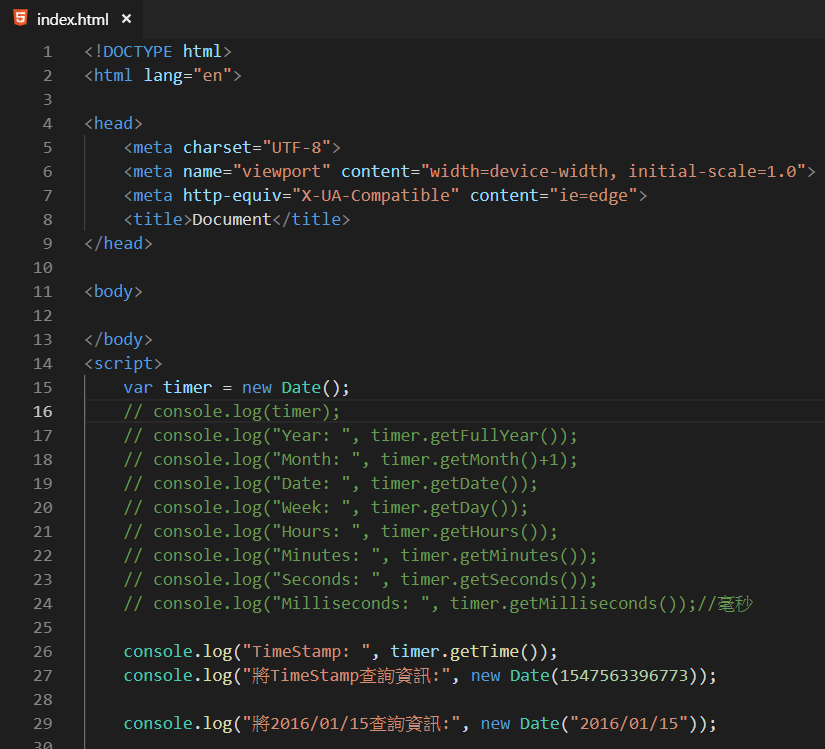 index.html ×
1 <!DOCTYPE html>
2 <html lang="en">
3
4 <head>
5     <meta charset="UTF-8">
6     <meta name="viewport" content="width=device-width, initial-scale=1.0">
7     <meta http-equiv="X-UA-Compatible" content="ie=edge">
8     <title>Document</title>
9 </head>
10
11 <body>
12
13 </body>
14 <script>
15     var timer = new Date();
16     // console.log(timer);
17     // console.log("Year: ", timer.getFullYear());
18     // console.log("Month: ", timer.getMonth()+1);
19     // console.log("Date: ", timer.getDate());
20     // console.log("Week: ", timer.getDay());
21     // console.log("Hours: ", timer.getHours());
22     // console.log("Minutes: ", timer.getMinutes());
23     // console.log("Seconds: ", timer.getSeconds());
24     // console.log("Milliseconds: ", timer.getMilliseconds());//毫秒
25
26     console.log("TimeStamp: ", timer.getTime());
27     console.log("將TimeStamp查詢資訊:", new Date(1547563396773));
28
29     console.log("將2016/01/15查詢資訊:", new Date("2016/01/15"));
30